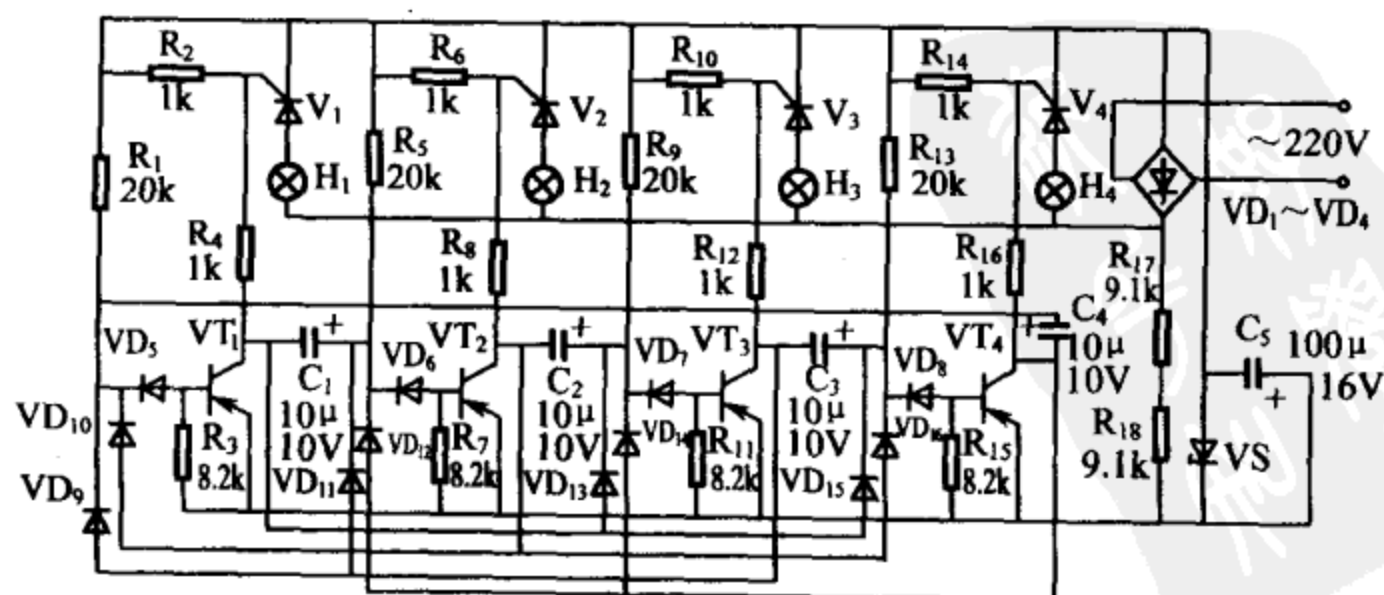 R₂
1k
V₁
R₁
20k
H₁
R₄
1k
R₆
1k
V₂
R₅
20k
H₂
R₈
1k
R₁₀
1k
V₃
R₉
20k
H₃
R₁₂
1k
R₁₄
1k
V₄
R₁₃
20k
H₄
R₁₆
1k
~220V
VD₁~VD₄
R₁₇
9.1k
VD₅
VT₁
C₁
10μ
10V
VD₆
VT₂
C₂
10μ
10V
VD₇
VT₃
C₃
10μ
10V
VD₈
VT₄
C₄
10μ
10V
C₅
100μ
16V
VD₁₀
R₃
8.2k
VD₉
VD₁₁
VD₁₂
R₇
8.2k
VD₁₃
VD₁₄
R₁₁
8.2k
VD₁₅
VD₁₆
R₁₅
8.2k
R₁₈
9.1k
VS